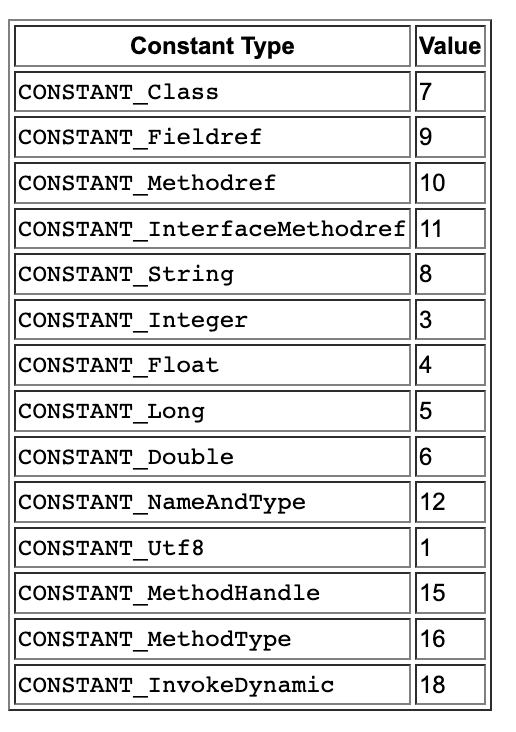 Constant Type Value
CONSTANT_Class 7
CONSTANT_Fieldref 9
CONSTANT_Methodref 10
CONSTANT_InterfaceMethodref 11
CONSTANT_String 8
CONSTANT_Integer 3
CONSTANT_Float 4
CONSTANT_Long 5
CONSTANT_Double 6
CONSTANT_NameAndType 12
CONSTANT_Utf8 1
CONSTANT_MethodHandle 15
CONSTANT_MethodType 16
CONSTANT_InvokeDynamic 18